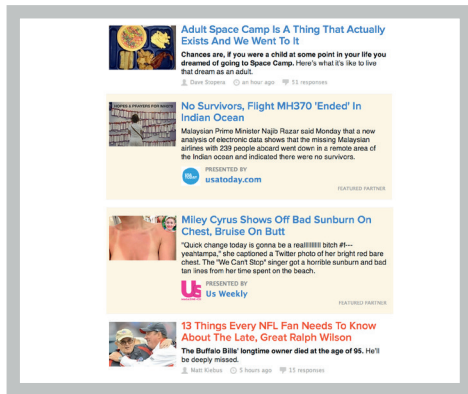 Adult Space Camp Is A Thing That Actually
Exists And We Went To It
Chances are, if you were a child at some point in your life you
dreamed of going to Space Camp. Here's what it's like to live
that dream as an adult.
Dave Stopera an hour ago 51 responses
HOPES & PRAYERS FOR
No Survivors, Flight MH370 'Ended' In
Indian Ocean
Malaysian Prime Minister Najib Razar said Monday that a new
analysis of electronic data shows that the missing Malaysian
airlines with 239 people aboard went down in a remote area of
the Indian ocean and indicated there were no survivors.
PRESENTED BY
usatoday.com
FEATURED PARTNER
Miley Cyrus Shows Off Bad Sunburn On
Chest, Bruise On Butt
"Quick change today is gonna be a reallllllllll bitch #f---
yeahtampa," she captioned a Twitter photo of her bright red bare
chest. The "We Can't Stop" singer got a horrible sunburn and bad
tan lines from her time spent on the beach.
Us
PRESENTED BY
Us Weekly
FEATURED PARTNER
13 Things Every NFL Fan Needs To Know
About The Late, Great Ralph Wilson
The Buffalo Bills' longtime owner died at the age of 95. He'll
be deeply missed.
Matt Kiebus 5 hours ago 33 responses